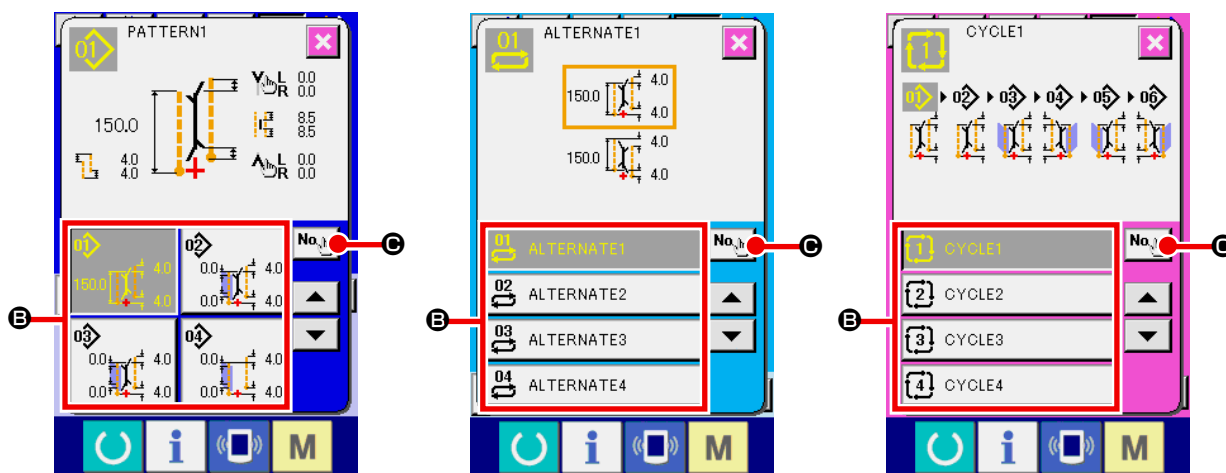 01 PATTERN1
Y L 0.0
R 0.0
150.0
8.5
8.5
4.0
4.0
L 0.0
R 0.0
01
150.0 4.0
4.0
02
0.0 4.0
0.0 4.0
03
0.0 4.0
0.0 4.0
04
0.0 4.0
0.0 4.0
No.
B
C
i
M
01 ALTERNATE1
150.0 4.0
4.0
150.0 4.0
4.0
01 ALTERNATE1
02 ALTERNATE2
03 ALTERNATE3
04 ALTERNATE4
No.
B
C
i
M
1 CYCLE1
01 02 03 04 05 06
1 CYCLE1
2 CYCLE2
3 CYCLE3
4 CYCLE4
No.
B
C
i
M